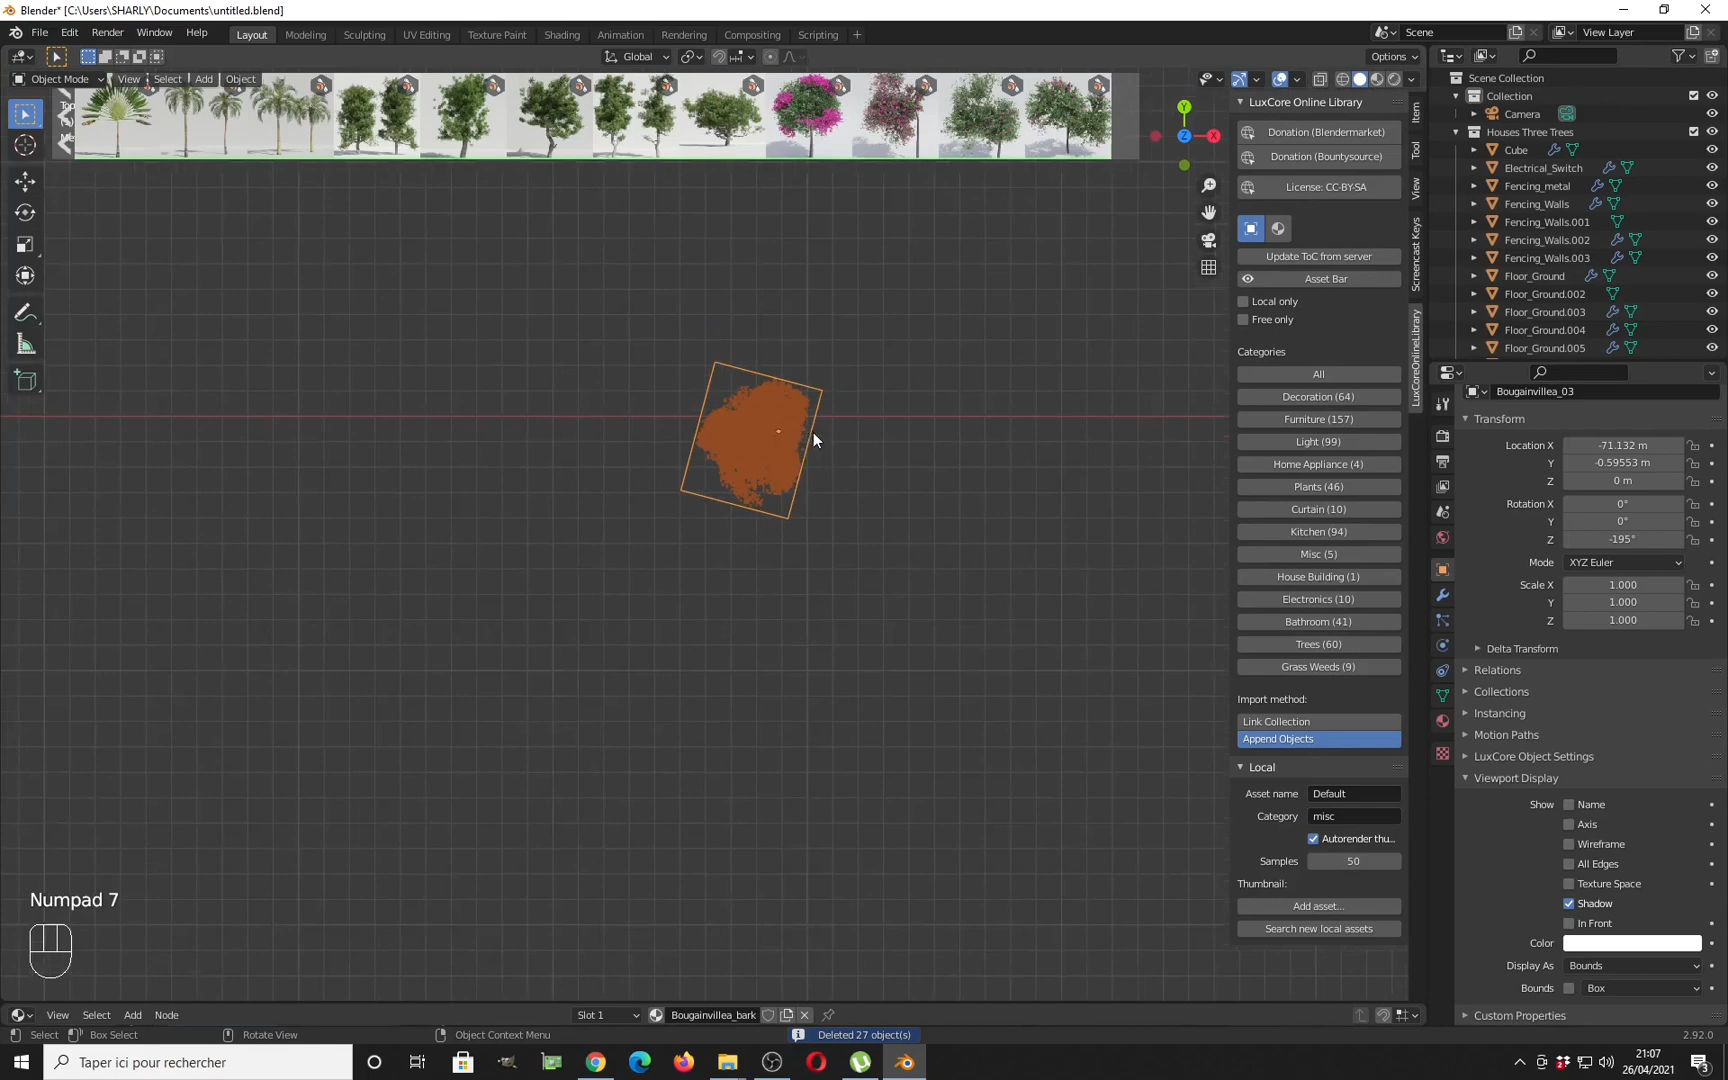 Blender* [C:\Users\SHARLY\Documents\untitled.blend]
File Edit Render Window Help
Layout Modeling Sculpting UV Editing Texture Paint Shading Animation Rendering Compositing Scripting +
Scene
View Layer
Global
Options
Object Mode View Select Add Object
LuxCore Online Library
Donation (Blendermarket)
Donation (Bountysource)
License: CC-BY-SA
Update ToC from server
Asset Bar
Local only
Free only
Categories
All
Decoration (64)
Furniture (157)
Light (99)
Home Appliance (4)
Plants (46)
Curtain (10)
Kitchen (94)
Misc (5)
House Building (1)
Electronics (10)
Bathroom (41)
Trees (60)
Grass Weeds (9)
Import method:
Link Collection
Append Objects
Local
Asset name Default
Category misc
Autorender thu...
Samples 50
Thumbnail:
Add asset...
Search new local assets
Item
Tool
View
Screencast Keys
LuxCoreOnlineLibrary
Y
Z
X
Scene Collection
Collection
Camera
Houses Three Trees
Cube
Electrical_Switch
Fencing_metal
Fencing_Walls
Fencing_Walls.001
Fencing_Walls.002
Fencing_Walls.003
Floor_Ground
Floor_Ground.002
Floor_Ground.003
Floor_Ground.004
Floor_Ground.005
Bougainvillea_03
Transform
Location X -71.132 m
Y -0.59553 m
Z 0 m
Rotation X 0°
Y 0°
Z -195°
Mode XYZ Euler
Scale X 1.000
Y 1.000
Z 1.000
Delta Transform
Relations
Collections
Instancing
Motion Paths
LuxCore Object Settings
Viewport Display
Show Name
Axis
Wireframe
All Edges
Texture Space
Shadow
In Front
Color
Display As Bounds
Bounds Box
Custom Properties
Numpad 7
View Select Add Node
Slot 1
Bougainvillea_bark
Select Box Select Rotate View Object Context Menu
Deleted 27 object(s)
2.92.0
Taper ici pour rechercher
21:07
26/04/2021
3